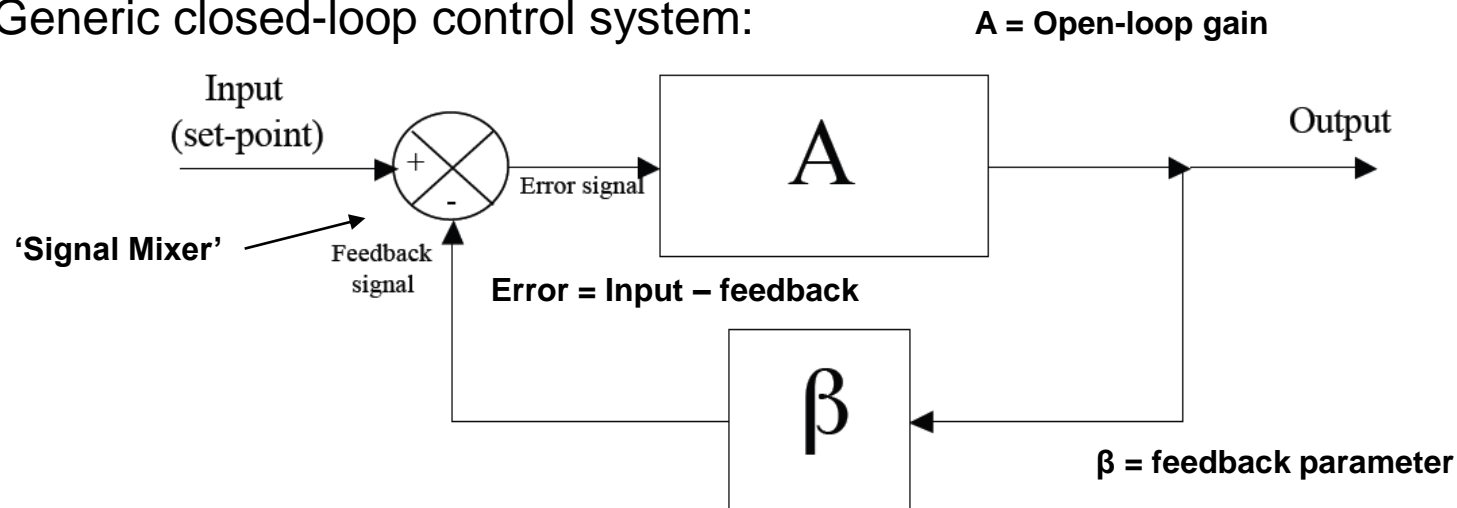 Generic closed-loop control system:
A = Open-loop gain
Input
(set-point)
+
-
Error signal
A
Output
‘Signal Mixer’
Feedback
signal
Error = Input – feedback
β
β = feedback parameter